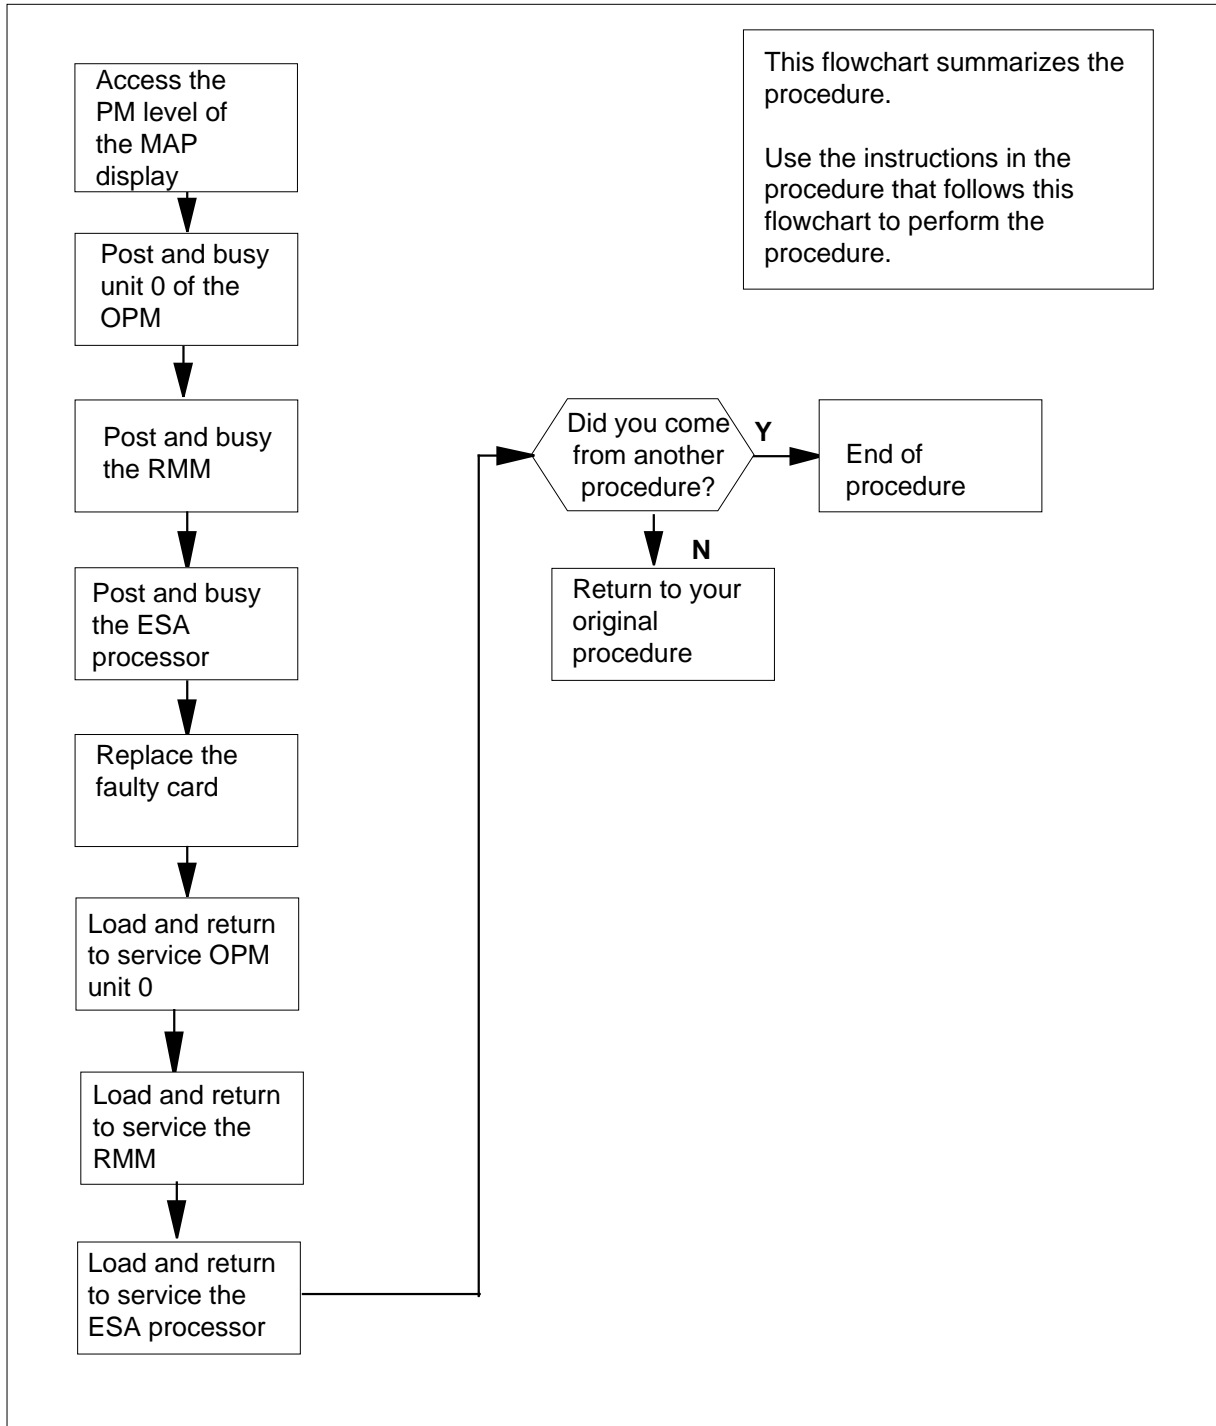 Access the
PM level of
the MAP
display
This flowchart summarizes the
procedure.
Use the instructions in the
procedure that follows this
flowchart to perform the
procedure.
Post and busy
unit 0 of the
OPM
Post and busy
the RMM
Post and busy
the ESA
processor
Replace the
faulty card
Load and return
to service OPM
unit 0
Load and return
to service the
RMM
Load and return
to service the
ESA processor
Did you come
from another
procedure?
Y
End of
procedure
N
Return to your
original
procedure